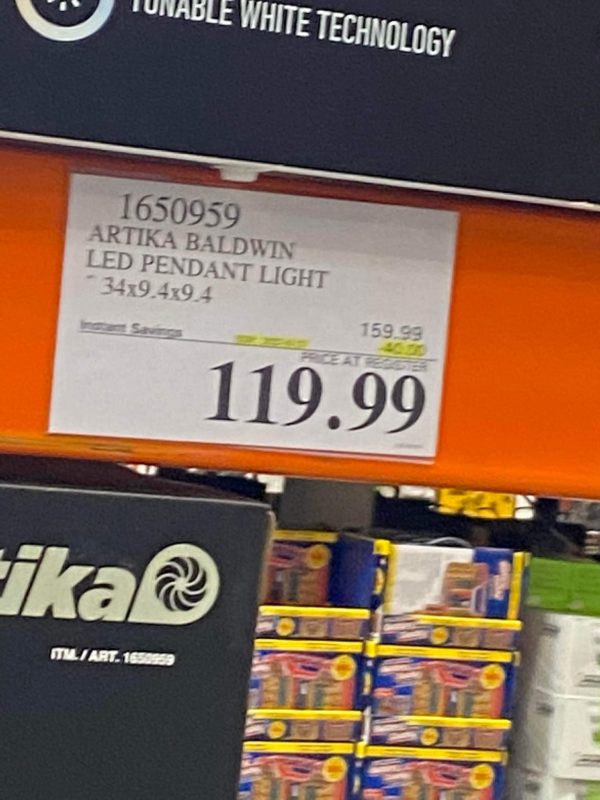 TUNABLE WHITE TECHNOLOGY
1650959
ARTIKA BALDWIN
LED PENDANT LIGHT
34x9.4x9.4
159.99
Instant Savings
-40.00
PRICE AT REGISTER
119.99
ika
ITM. / ART. 1650959